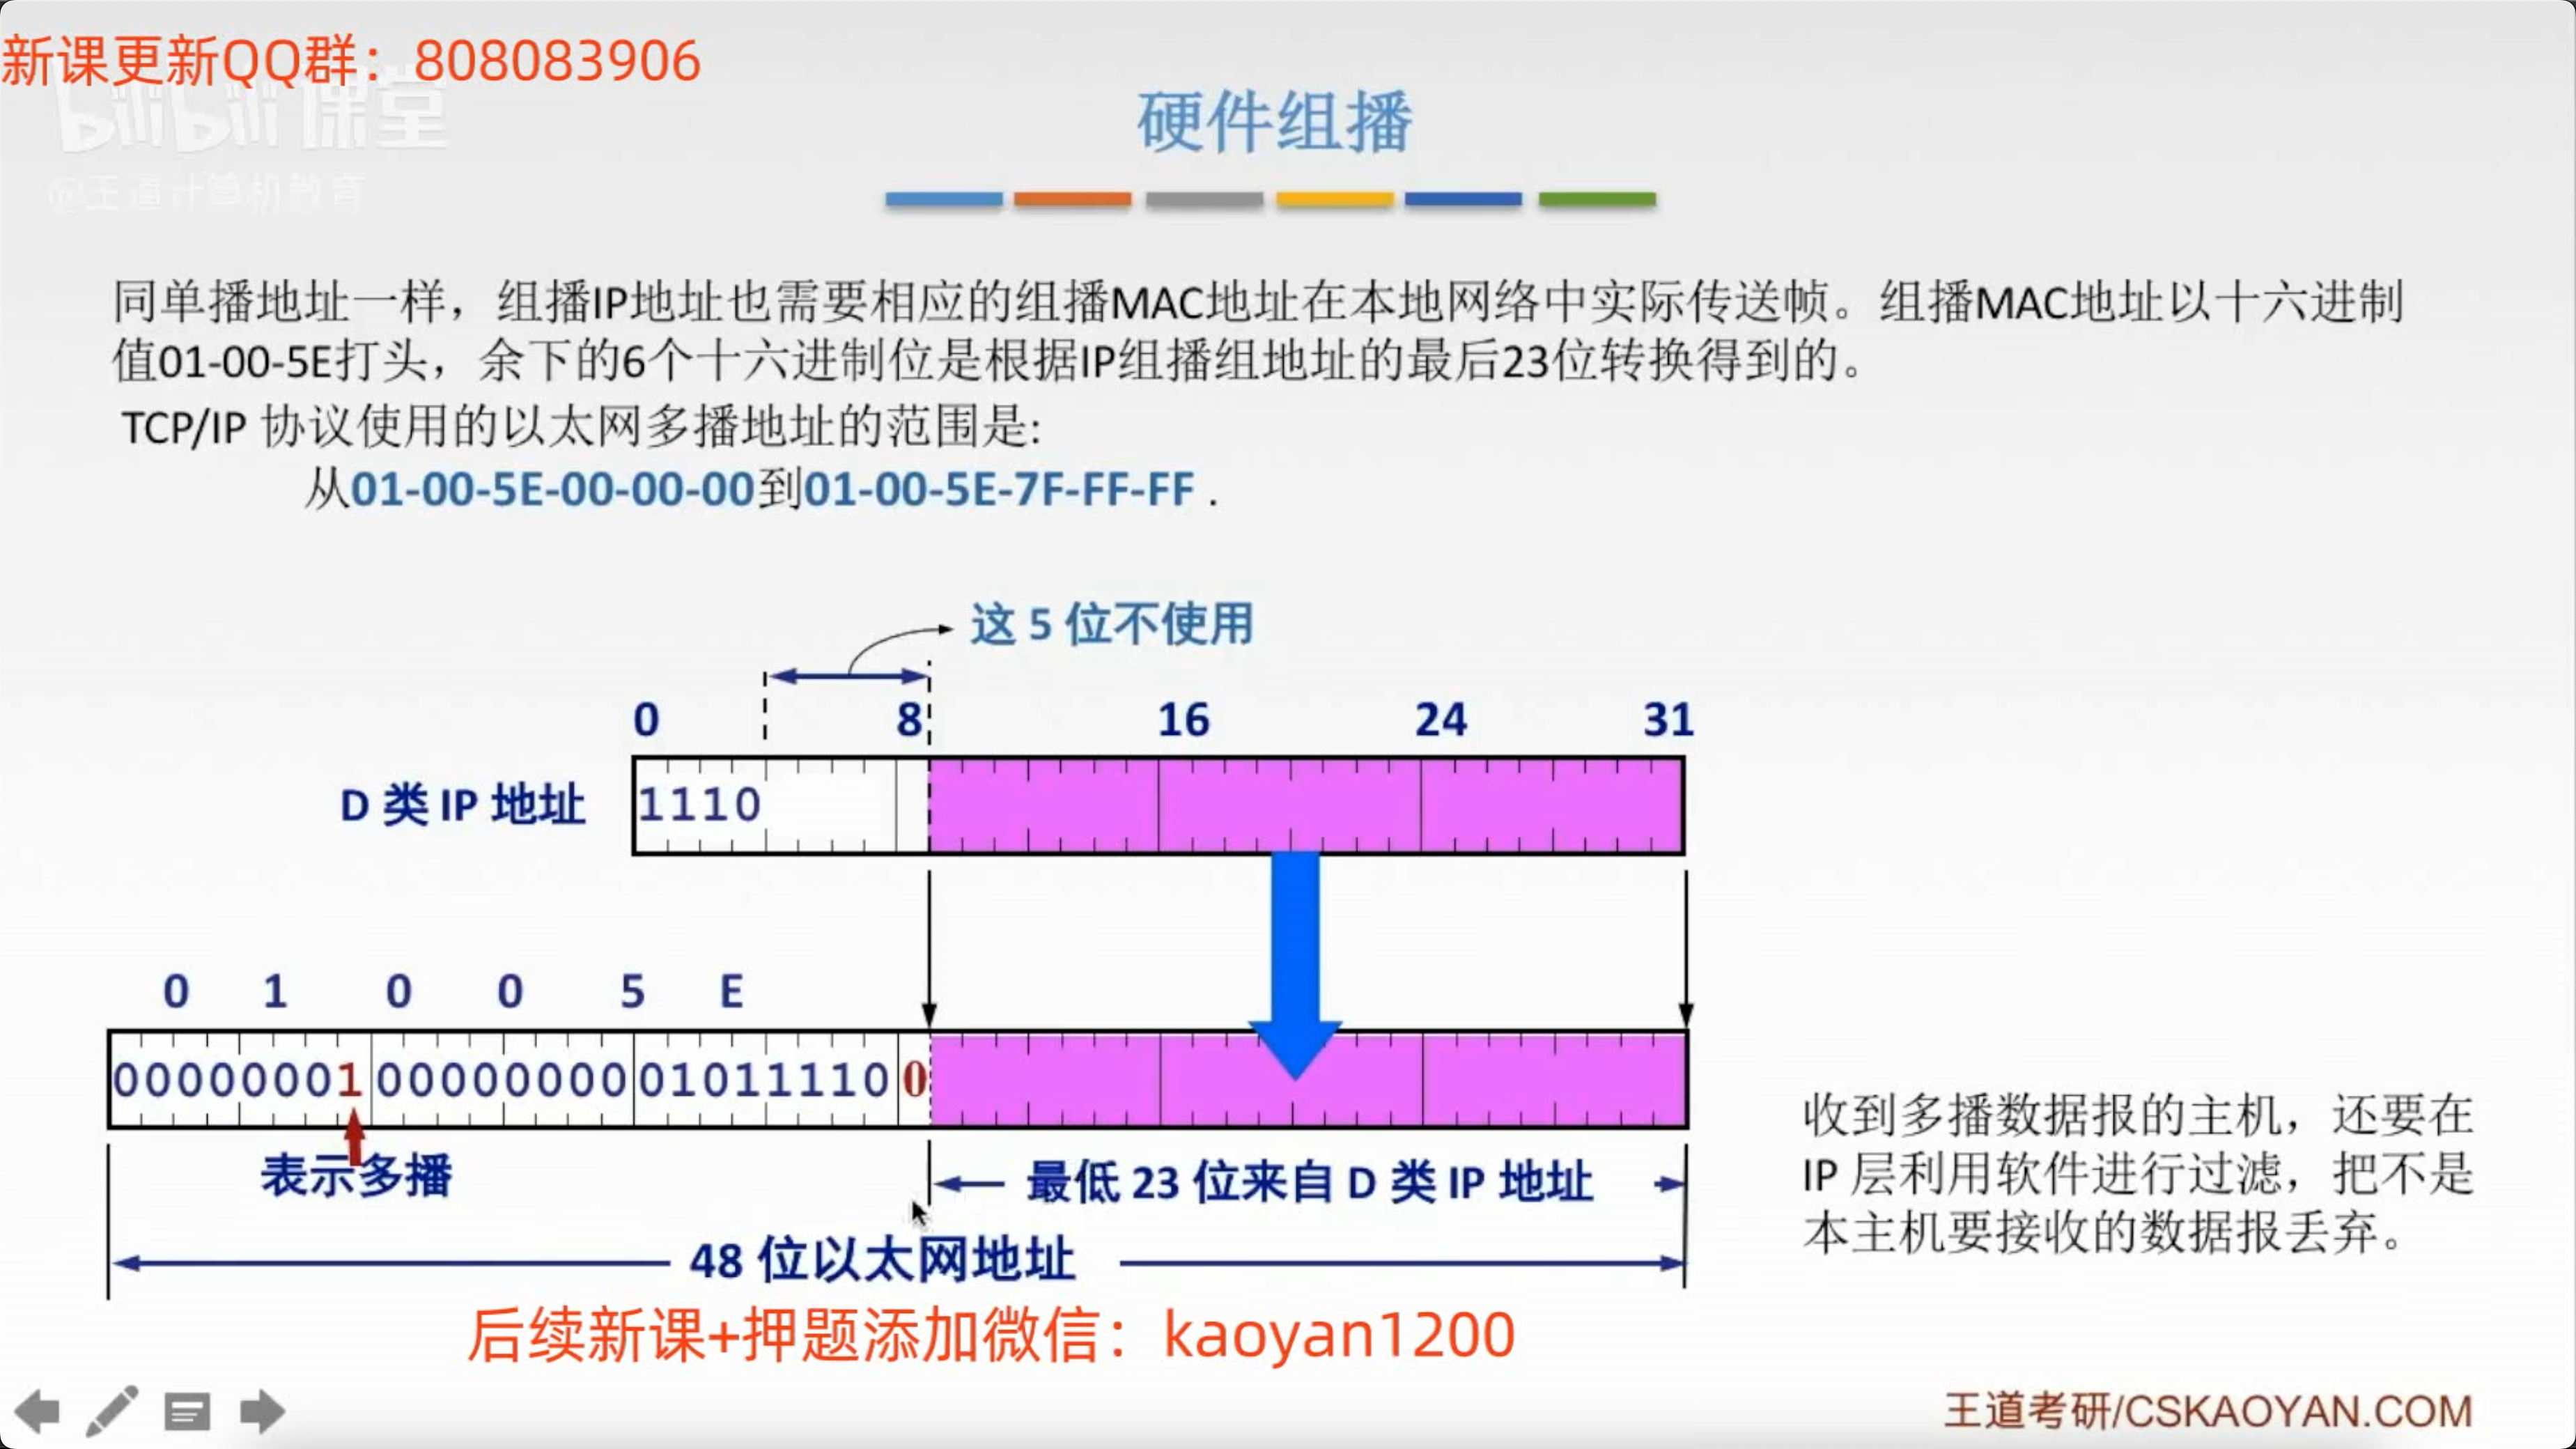 新课更新QQ群：808083906
bilibili课堂
@王道计算机教育
硬件组播
同单播地址一样，组播IP地址也需要相应的组播MAC地址在本地网络中实际传送帧。组播MAC地址以十六进制
值01-00-5E打头，余下的6个十六进制位是根据IP组播组地址的最后23位转换得到的。
TCP/IP 协议使用的以太网多播地址的范围是:
从01-00-5E-00-00-00到01-00-5E-7F-FF-FF .
这 5 位不使用
0 8 16 24 31
D 类 IP 地址 1110
0 1 0 0 5 E
00000001 00000000 01011110 0
表示多播
最低 23 位来自 D 类 IP 地址
48 位以太网地址
收到多播数据报的主机，还要在
IP 层利用软件进行过滤，把不是
本主机要接收的数据报丢弃。
后续新课+押题添加微信：kaoyan1200
王道考研/CSKAOYAN.COM